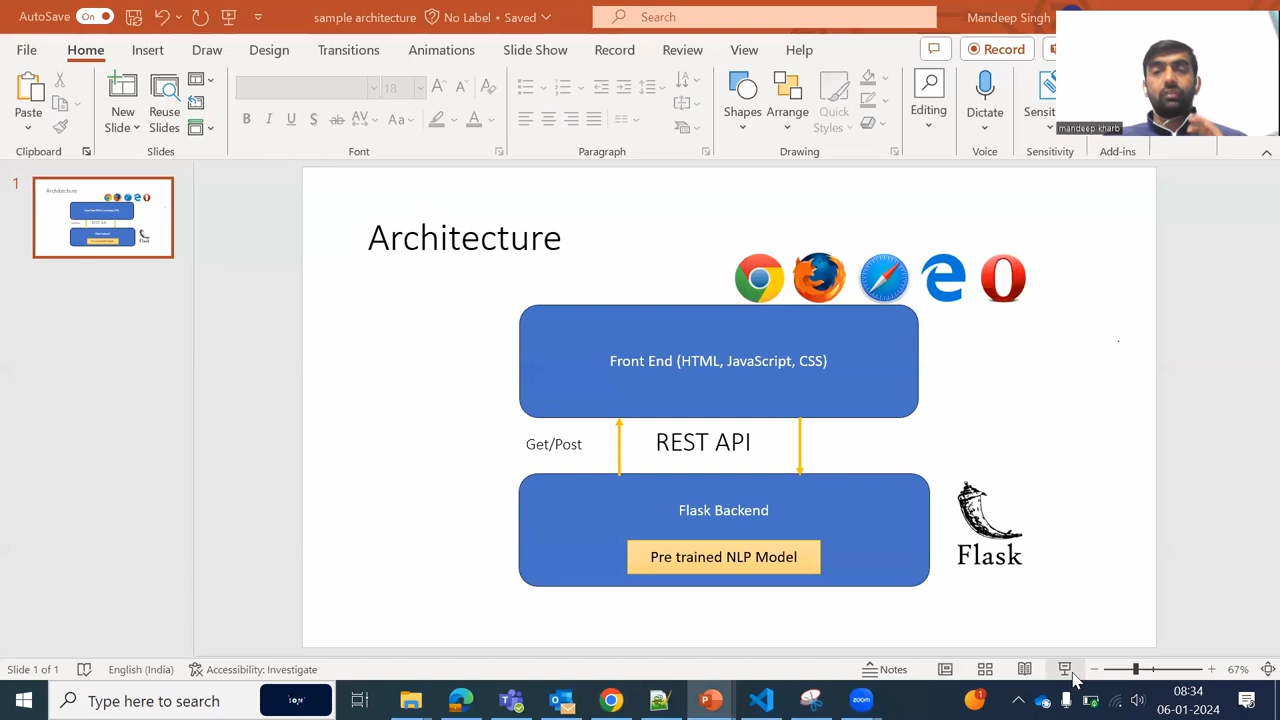 AutoSave On
sample architecture No Label • Saved
Search
Mandeep Singh
File Home Insert Draw Design Transitions Animations Slide Show Record Review View Help
Record
Paste
New Slide
Reuse Slides
Shapes
Arrange
Quick Styles
Editing
Dictate
Sensit
mandeep kharb
Clipboard Slides Font Paragraph Drawing Voice Sensitivity Add-ins
1
Architecture
Front End (HTML, JavaScript, CSS)
Get/Post
REST API
Flask Backend
Pre trained NLP Model
Flask
Slide 1 of 1 English (India) Accessibility: Investigate
Notes
67%
Type here to search
zoom
1
08:34
06-01-2024